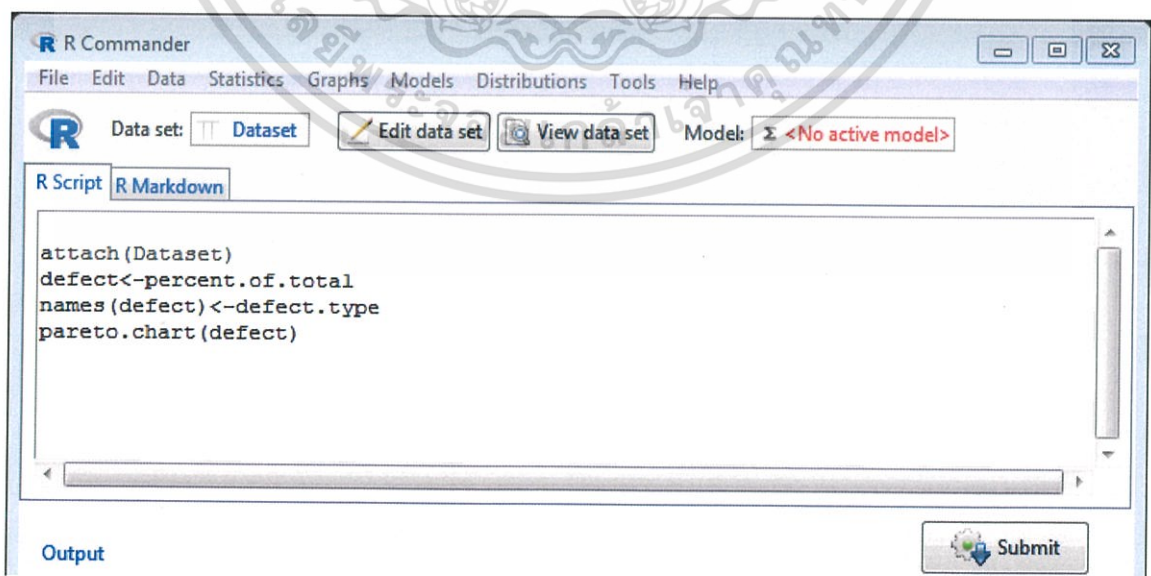 R Commander
File Edit Data Statistics Graphs Models Distributions Tools Help
Data set: Dataset Edit data set View data set Model: Σ <No active model>
R Script R Markdown
attach(Dataset)
defect<-percent.of.total
names(defect)<-defect.type
pareto.chart(defect)
Output Submit